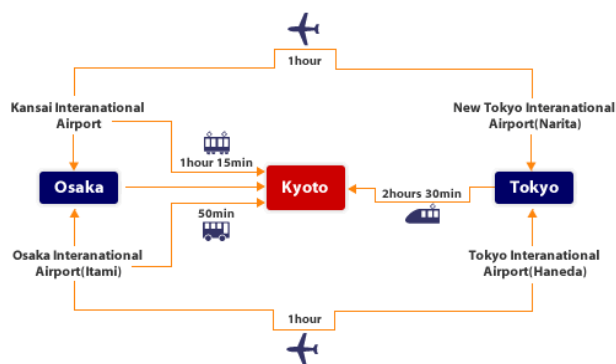 1hour
Kansai Interanational
Airport
New Tokyo Interanational
Airport(Narita)
1hour 15min
Osaka
Kyoto
2hours 30min
Tokyo
50min
Osaka Interanational
Airport(Itami)
Tokyo Interanational
Airport(Haneda)
1hour